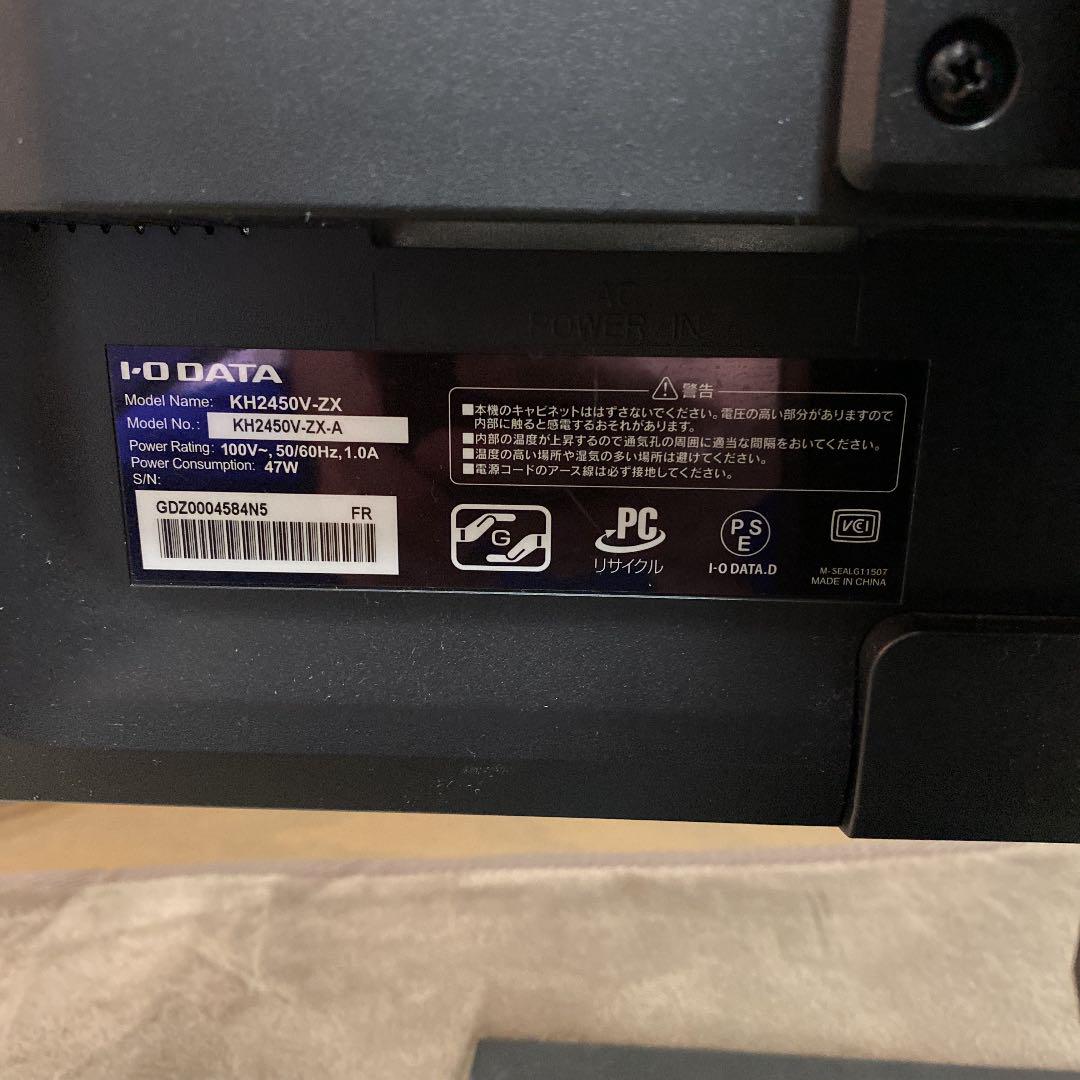 AC
POWER IN
I-O DATA
Model Name: KH2450V-ZX
Model No.: KH2450V-ZX-A
Power Rating: 100V~, 50/60Hz, 1.0A
Power Consumption: 47W
S/N:
GDZ0004584N5 FR
警告
■本機のキャビネットははずさないでください。電圧の高い部分がありますので
内部に触ると感電するおそれがあります。
■内部の温度が上昇するので通気孔の周囲に適当な間隔をおいてください。
■温度の高い場所や湿気の多い場所は避けてください。
■電源コードのアース線は必ず接地してください。
G
PC
リサイクル
PS
E
I-O DATA.D
VCI
M-SEALG11507
MADE IN CHINA